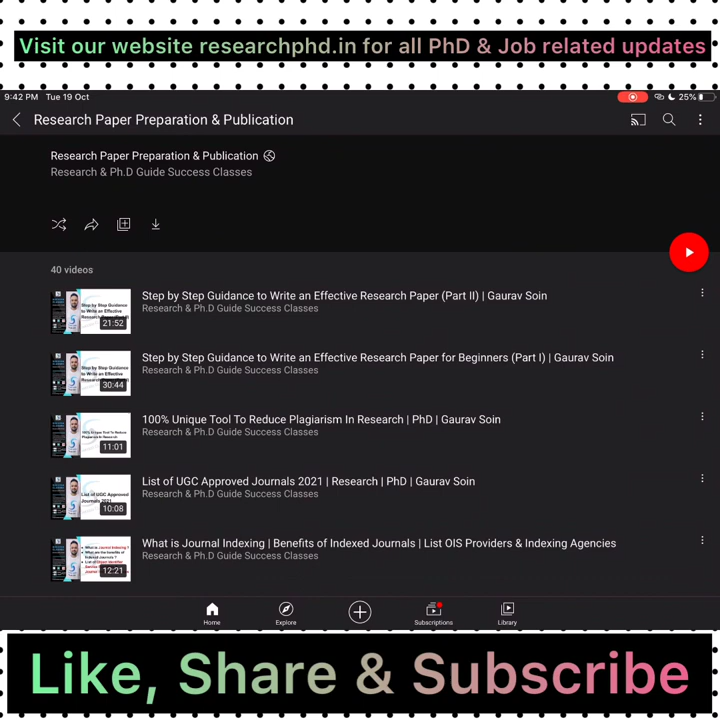 Visit our website researchphd.in for all PhD & Job related updates
9:42 PM Tue 19 Oct
25%
Research Paper Preparation & Publication
Research Paper Preparation & Publication
Research & Ph.D Guide Success Classes
40 videos
Step by Step Guidance to Write an Effective Research Paper (Part II) | Gaurav Soin
Research & Ph.D Guide Success Classes
21:52
Step by Step Guidance to Write an Effective Research Paper for Beginners (Part I) | Gaurav Soin
Research & Ph.D Guide Success Classes
30:44
100% Unique Tool To Reduce Plagiarism In Research | PhD | Gaurav Soin
Research & Ph.D Guide Success Classes
11:01
List of UGC Approved Journals 2021 | Research | PhD | Gaurav Soin
Research & Ph.D Guide Success Classes
10:08
What is Journal Indexing | Benefits of Indexed Journals | List OIS Providers & Indexing Agencies
Research & Ph.D Guide Success Classes
12:21
Home
Explore
Subscriptions
Library
Like, Share & Subscribe